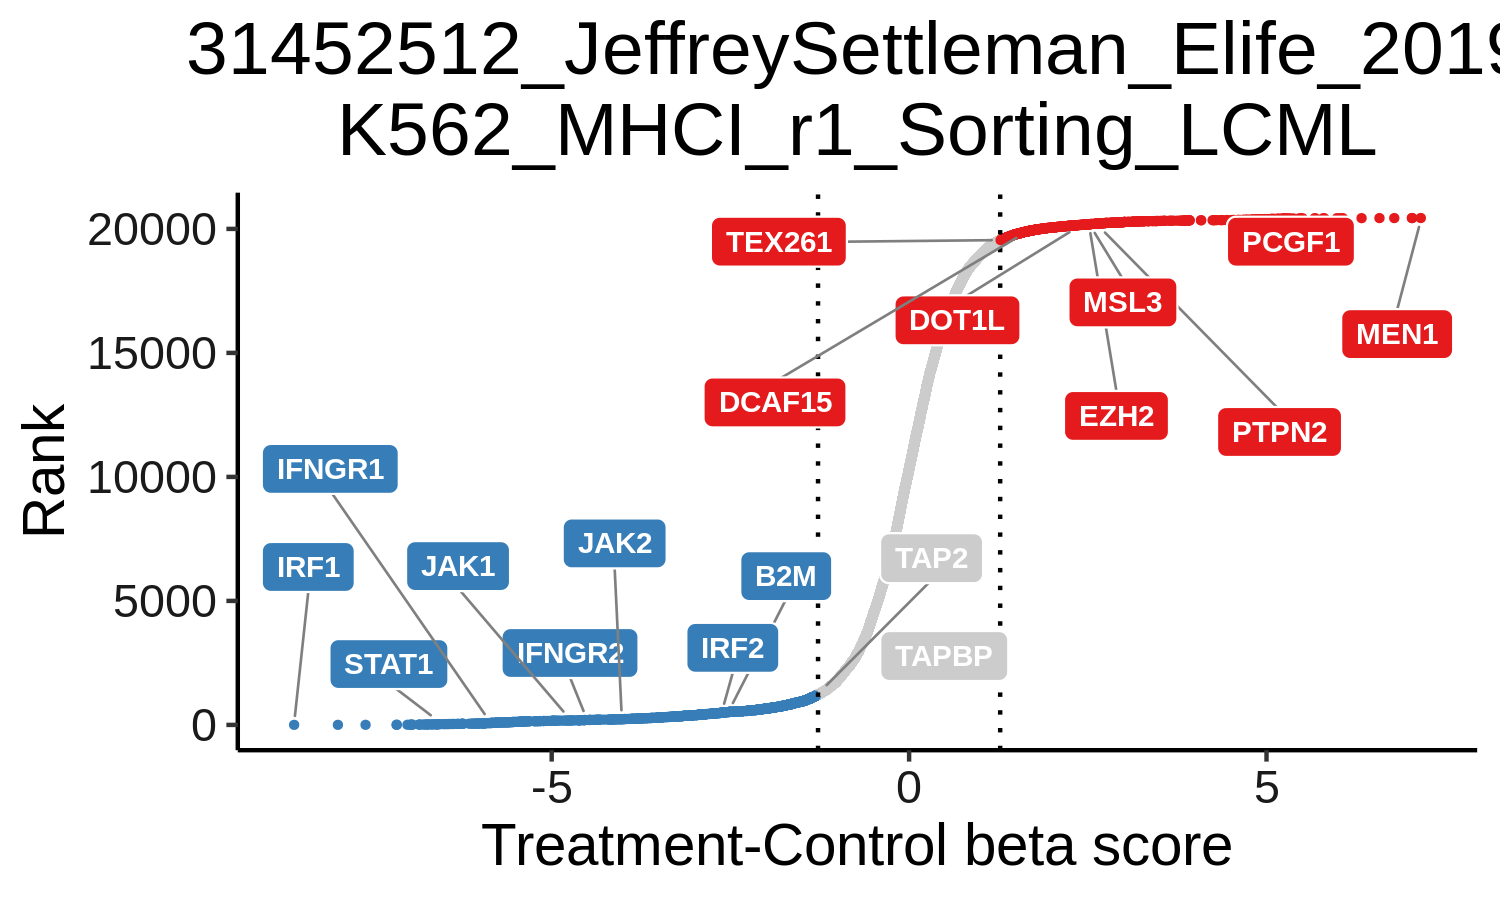 31452512_JeffreySettleman_Elife_2019
K562_MHCI_r1_Sorting_LCML
20000
15000
10000
5000
0
Rank
TEX261
PCGF1
MSL3
DOT1L
MEN1
DCAF15
EZH2
PTPN2
IFNGR1
JAK2
TAP2
IRF1
JAK1
B2M
IRF2
IFNGR2
TAPBP
STAT1
-5
0
5
Treatment-Control beta score